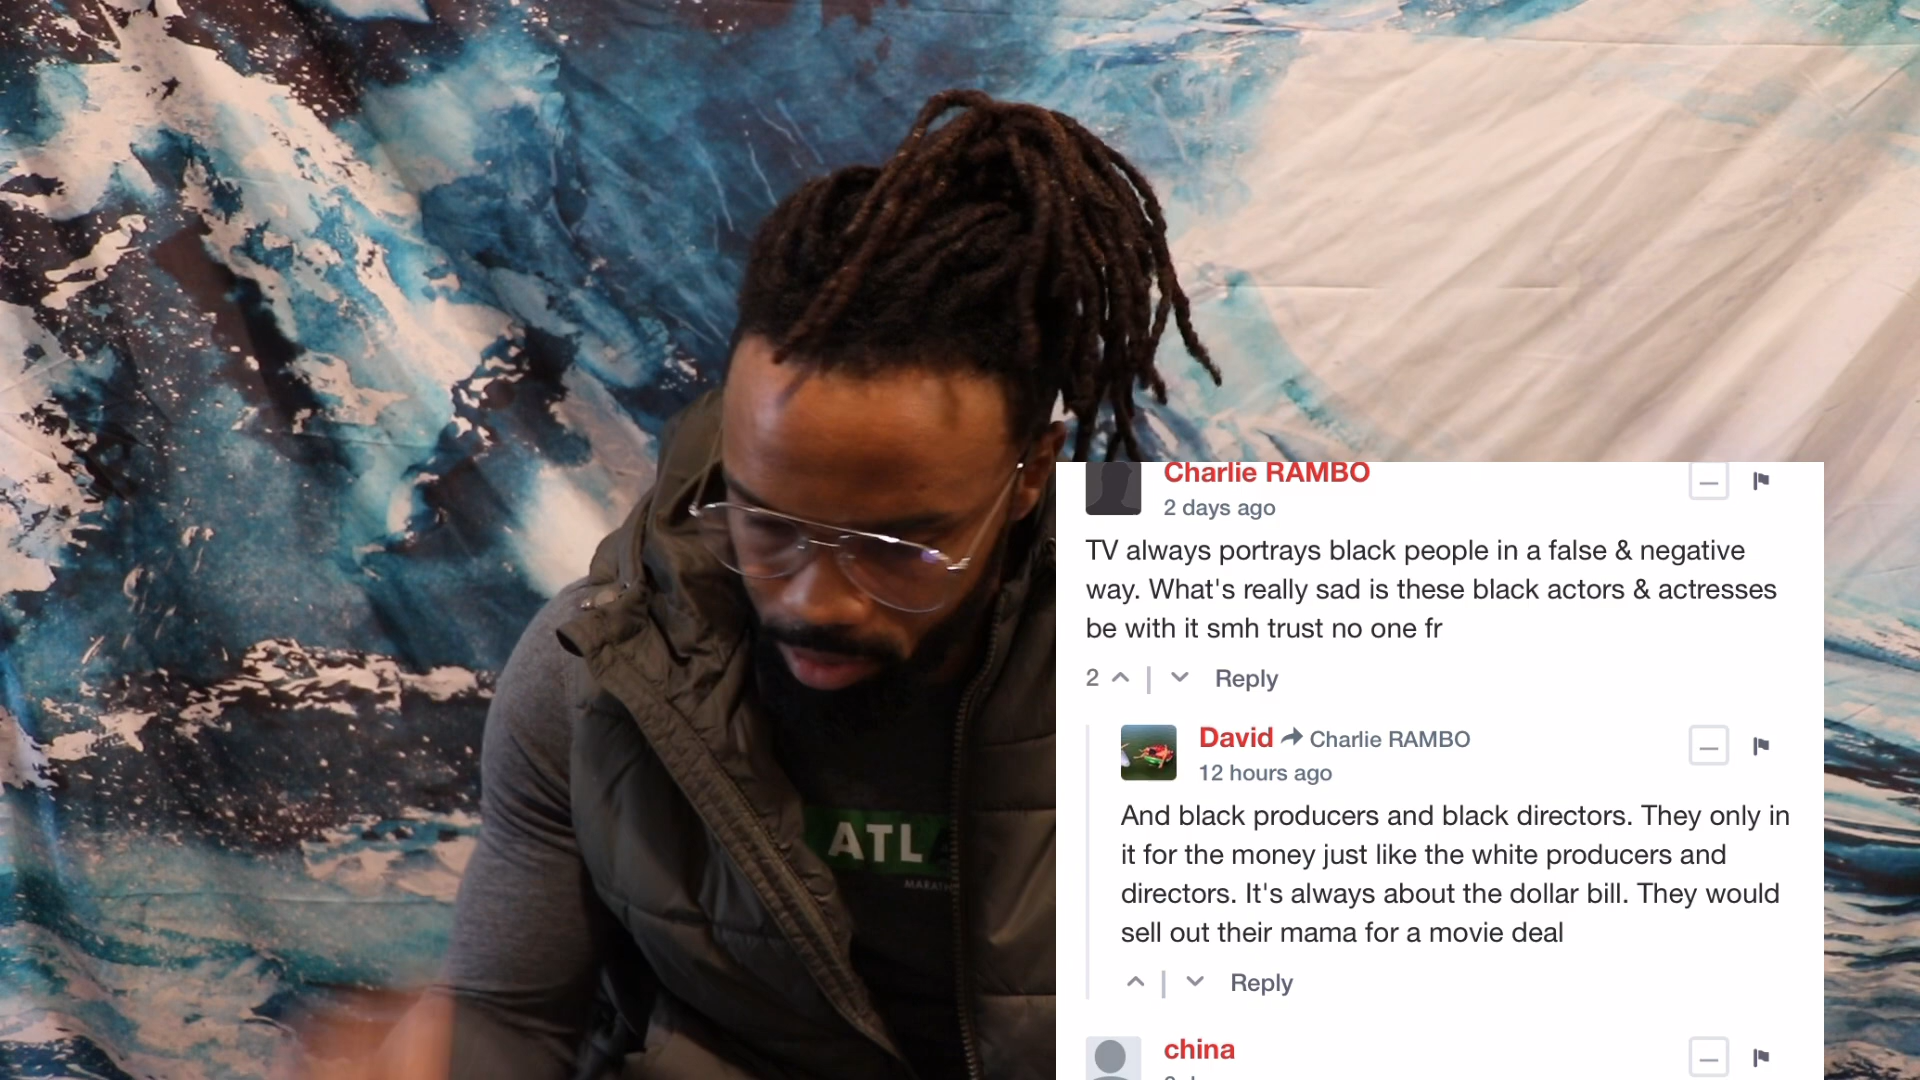 Charlie RAMBO
2 days ago
TV always portrays black people in a false & negative
way. What's really sad is these black actors & actresses
be with it smh trust no one fr
2 | Reply
David Charlie RAMBO
12 hours ago
And black producers and black directors. They only in
it for the money just like the white producers and
directors. It's always about the dollar bill. They would
sell out their mama for a movie deal
| Reply
china
ATL